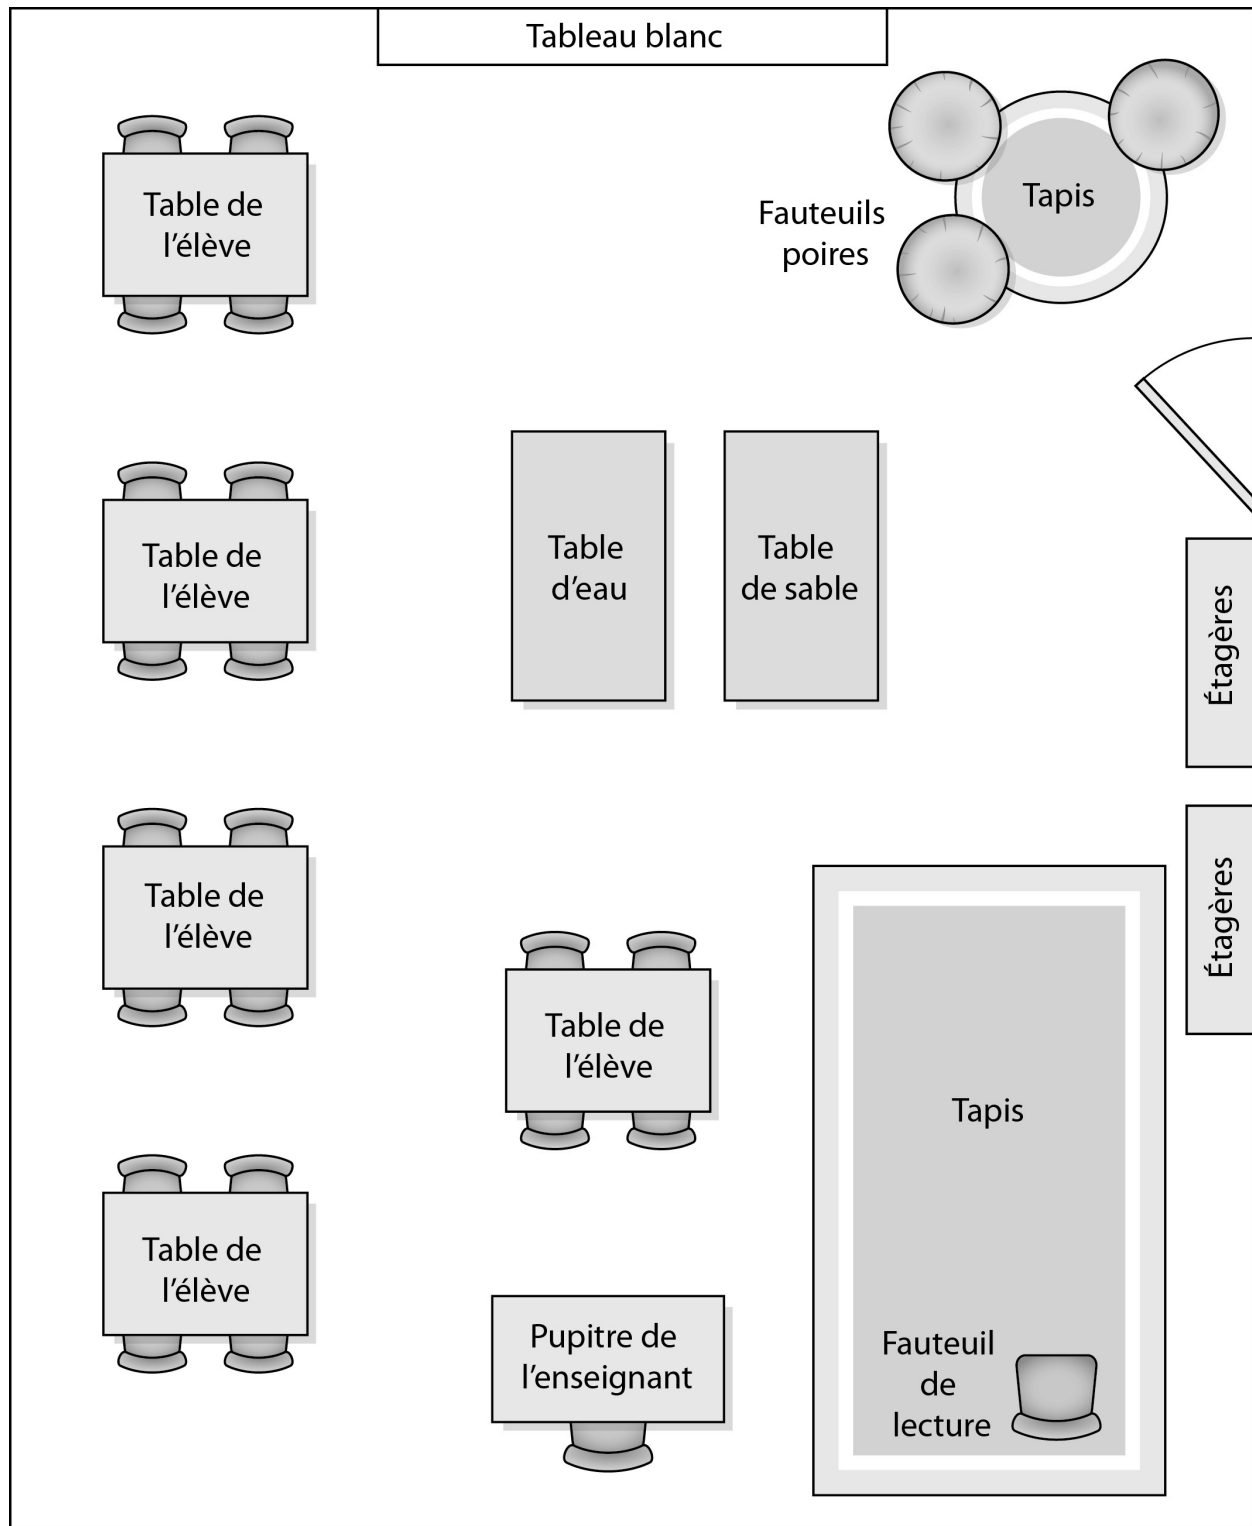 Tableau blanc
Table de
l'élève
Fauteuils
poires
Tapis
Table de
l'élève
Table
d'eau
Table
de sable
Étagères
Table de
l'élève
Étagères
Table de
l'élève
Tapis
Table de
l'élève
Pupitre de
l'enseignant
Fauteuil
de
lecture